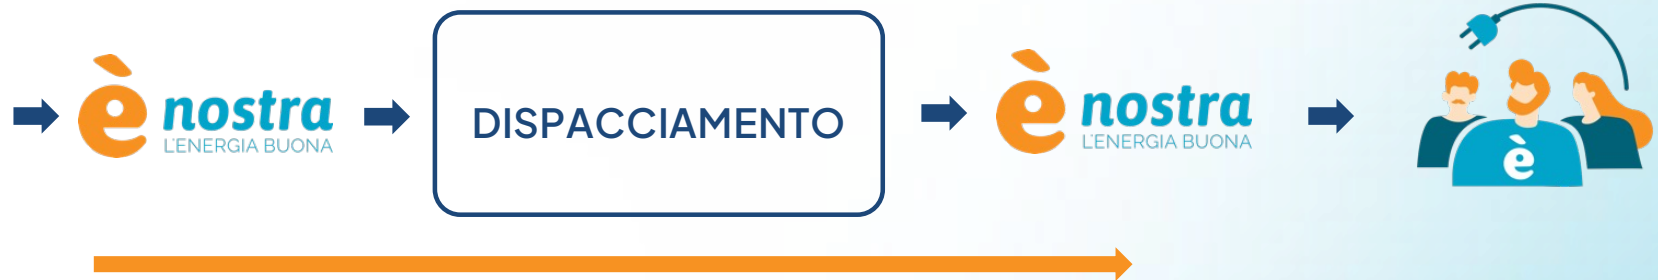 è nostra
L'ENERGIA BUONA
DISPACCIAMENTO
è nostra
L'ENERGIA BUONA
è